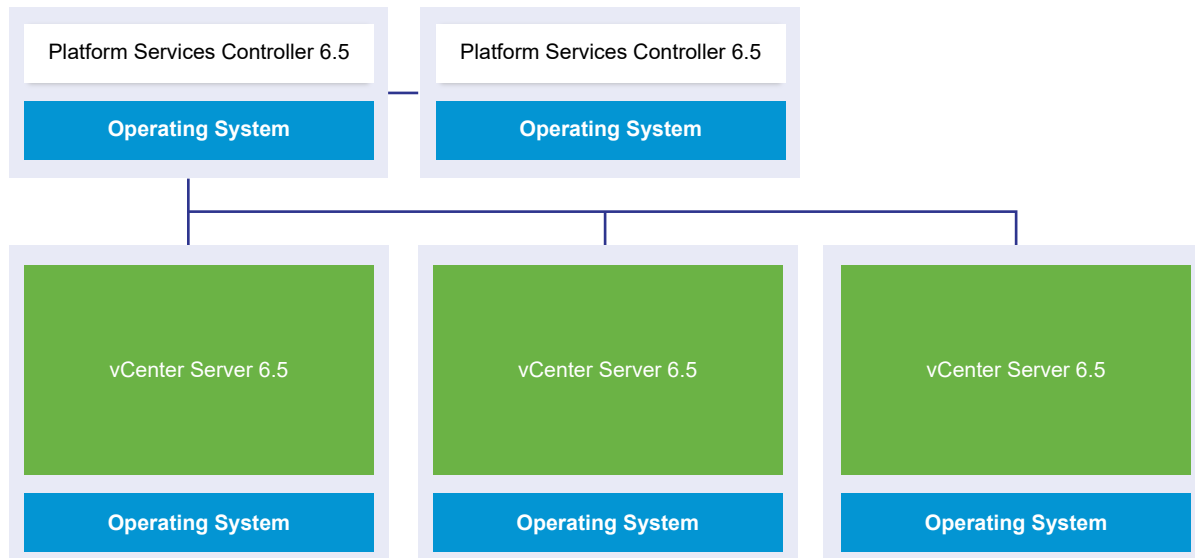 Platform Services Controller 6.5
Platform Services Controller 6.5
Operating System
Operating System
vCenter Server 6.5
vCenter Server 6.5
vCenter Server 6.5
Operating System
Operating System
Operating System